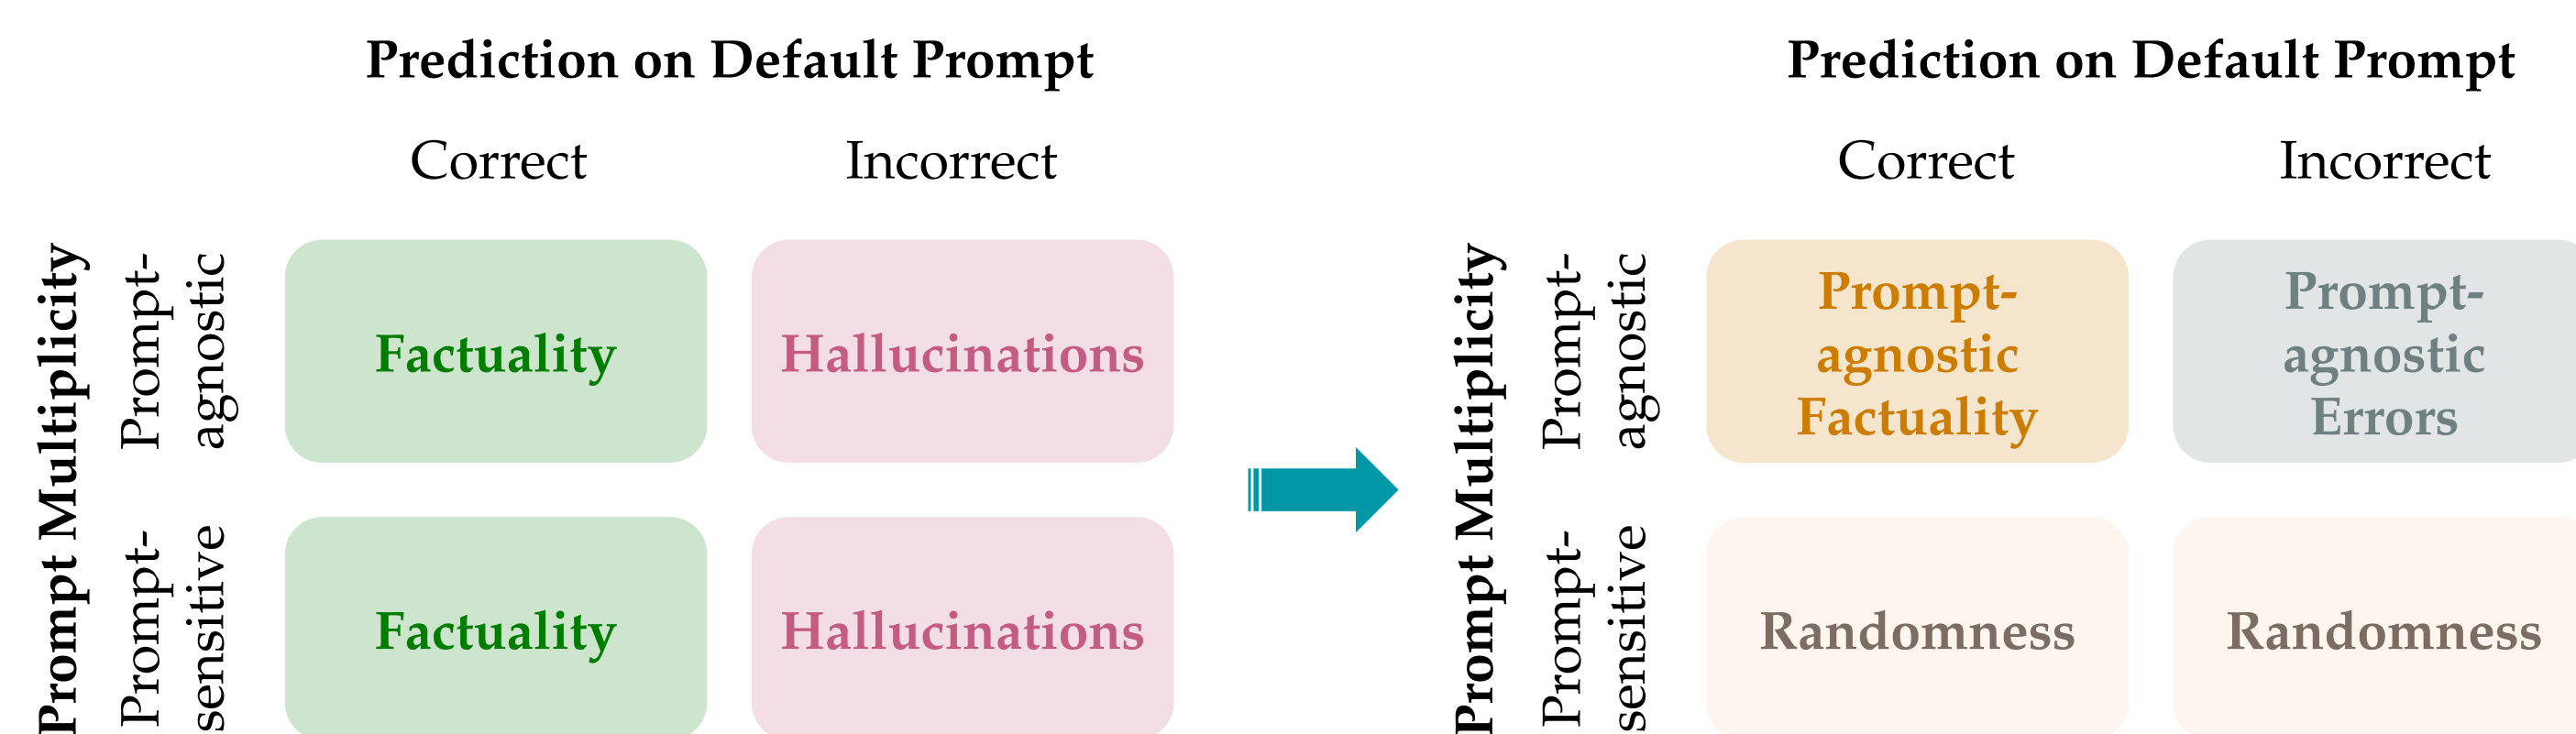 Prediction on Default Prompt
Correct
Incorrect
Prompt Multiplicity
Prompt-
agnostic
Factuality
Hallucinations
Prompt-
sensitive
Factuality
Hallucinations
Prediction on Default Prompt
Correct
Incorrect
Prompt Multiplicity
Prompt-
agnostic
Prompt-
agnostic
Factuality
Prompt-
agnostic
Errors
Prompt-
sensitive
Randomness
Randomness